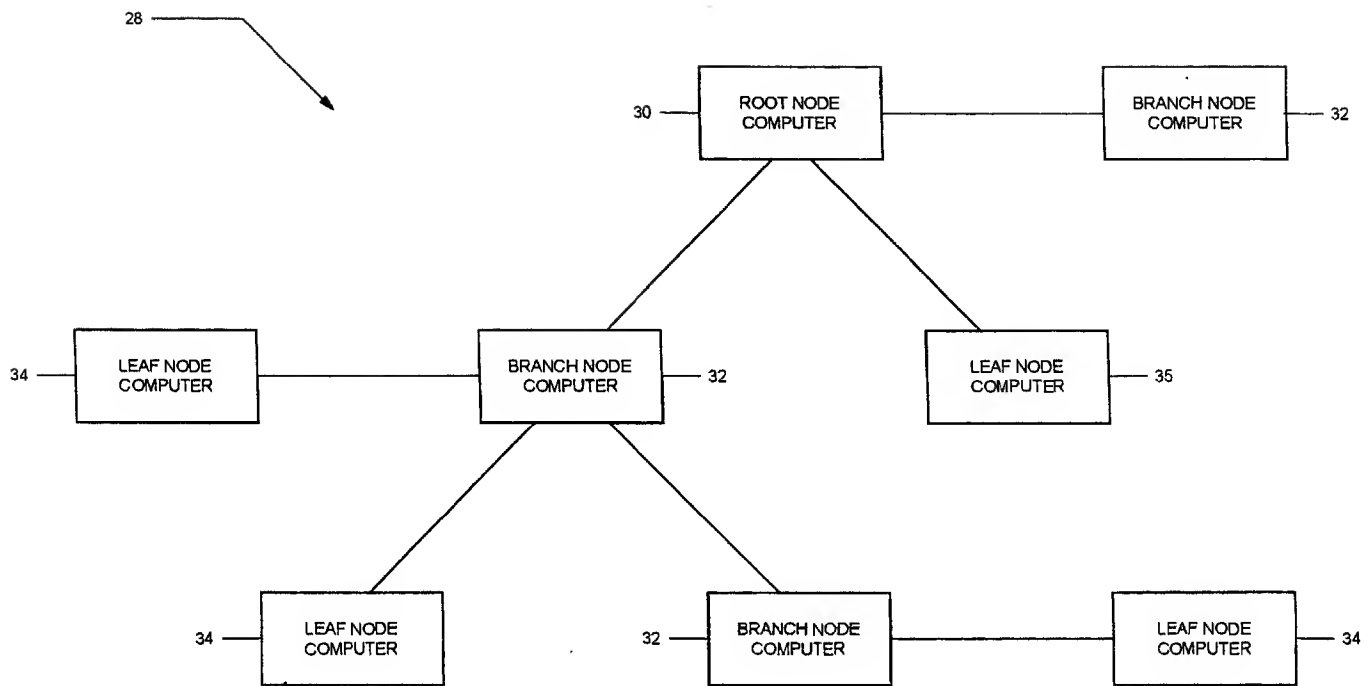 28
30
ROOT NODE
COMPUTER
BRANCH NODE
COMPUTER
32
34
LEAF NODE
COMPUTER
BRANCH NODE
COMPUTER
32
LEAF NODE
COMPUTER
35
34
LEAF NODE
COMPUTER
32
BRANCH NODE
COMPUTER
LEAF NODE
COMPUTER
34